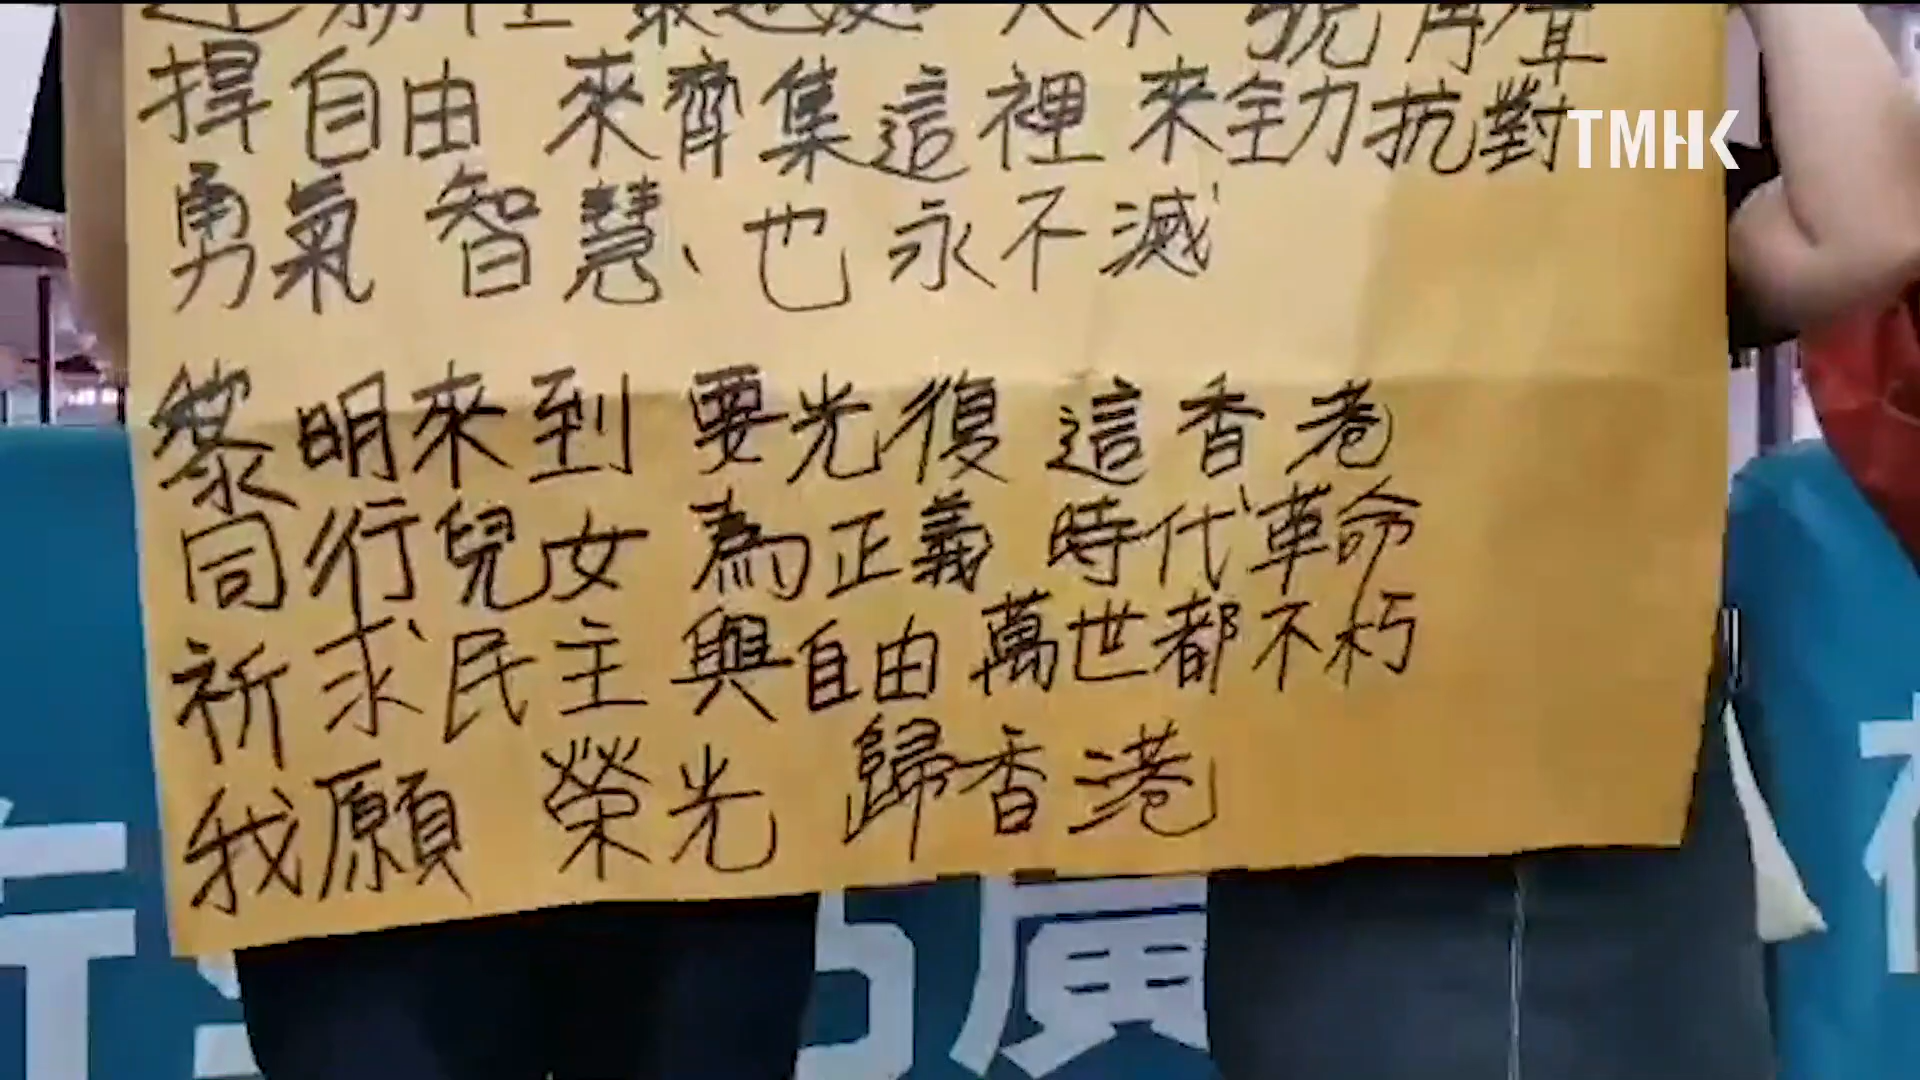 捍自由 來齊集這裡 來全力抗對
勇氣 智慧、也 永不滅
黎明來到 要光復 這香港
同行兒女 為正義 時代革命
祈求民主 與自由 萬世都不朽
我願 榮光 歸香港
TMHK
廣